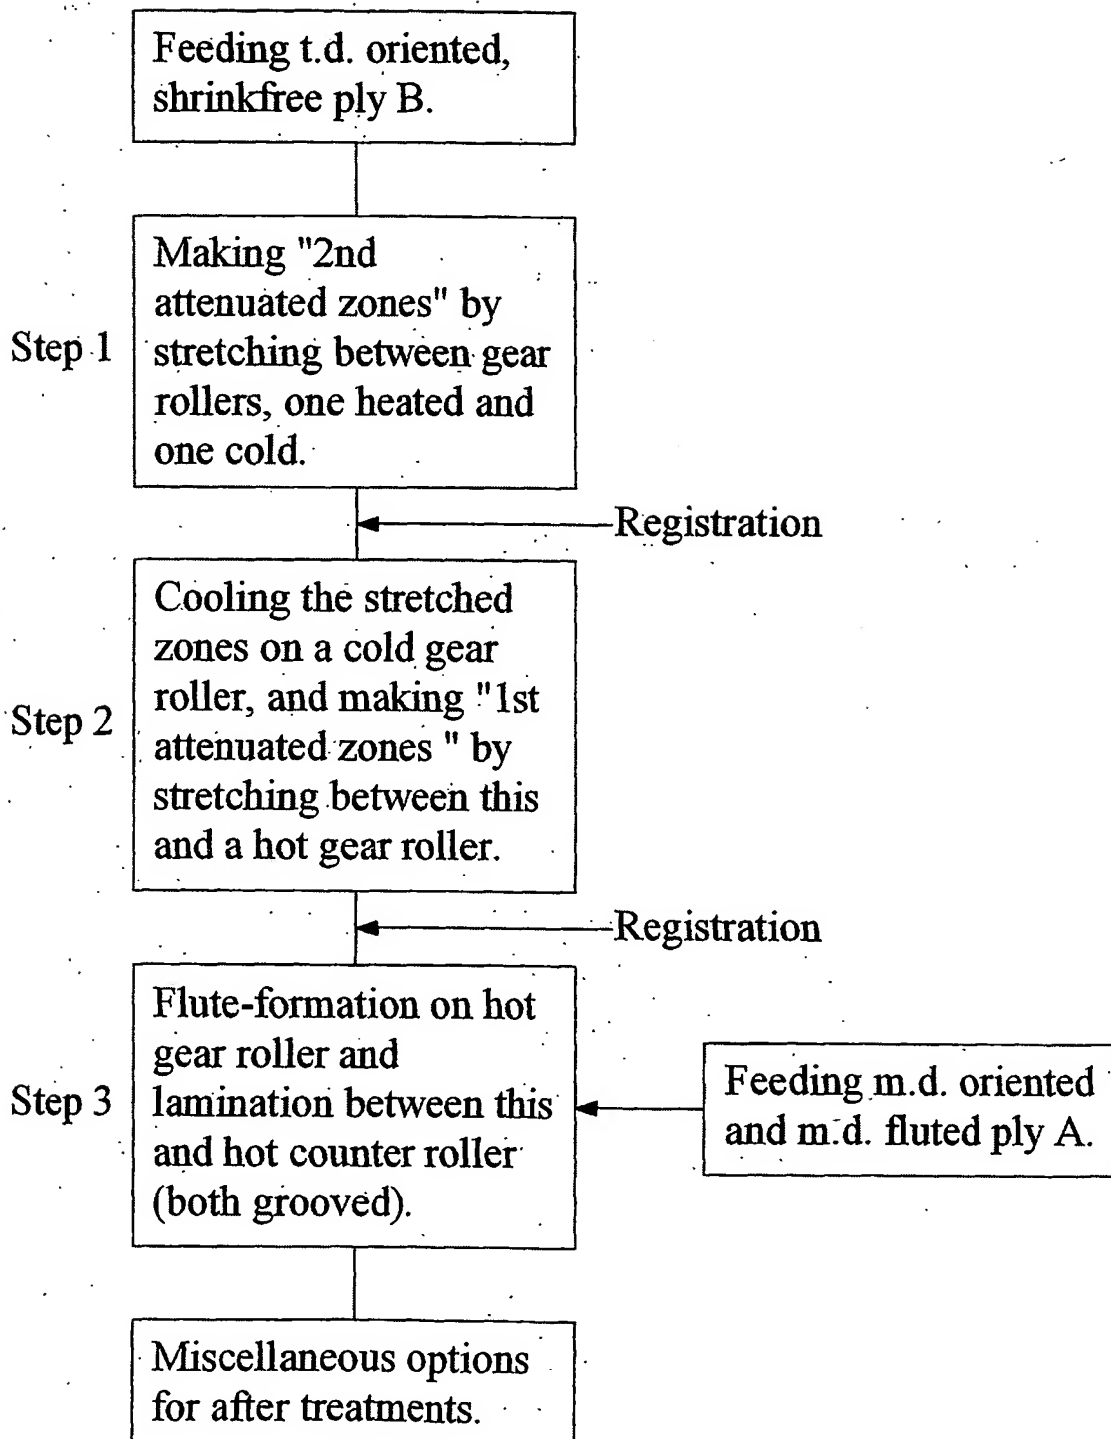 Feeding t.d. oriented,
shrinkfree ply B.
Step 1
Making "2nd
attenuated zones" by
stretching between gear
rollers, one heated and
one cold.
Registration
Step 2
Cooling the stretched
zones on a cold gear
roller, and making "1st
attenuated zones " by
stretching between this
and a hot gear roller.
Registration
Step 3
Flute-formation on hot
gear roller and
lamination between this
and hot counter roller
(both grooved).
Feeding m.d. oriented
and m.d. fluted ply A.
Miscellaneous options
for after treatments.